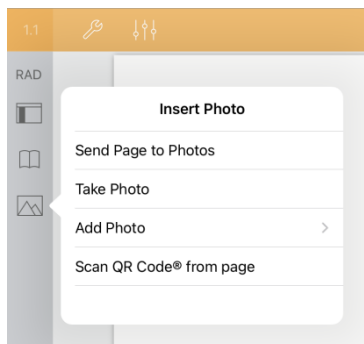 1.1
RAD
Insert Photo
Send Page to Photos
Take Photo
Add Photo
Scan QR Code® from page